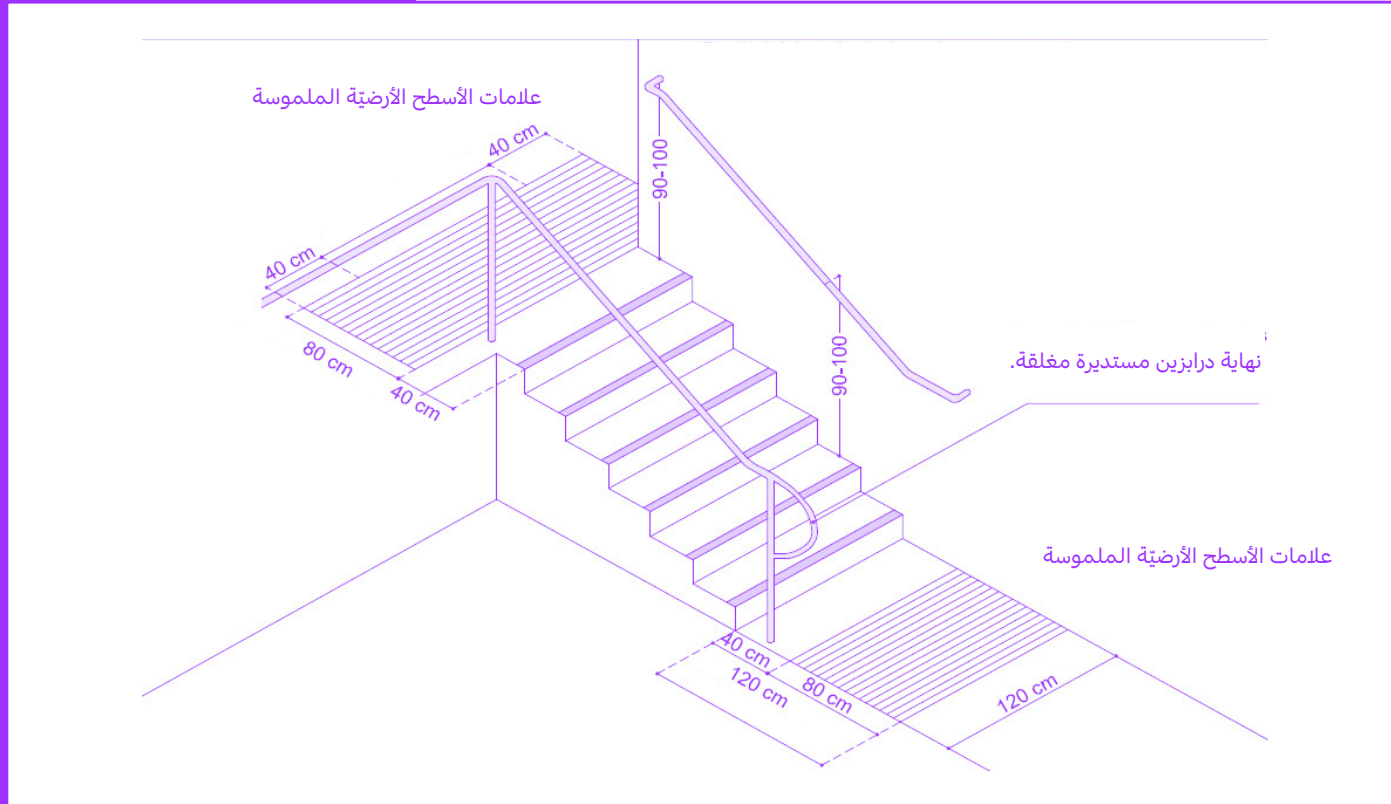 علامات الأسطح الأرضيّة الملموسة
40 cm
90-100
40 cm
80 cm
40 cm
90-100
نهاية درابزين مستديرة مغلقة.
علامات الأسطح الأرضيّة الملموسة
40 cm
120 cm
80 cm
120 cm